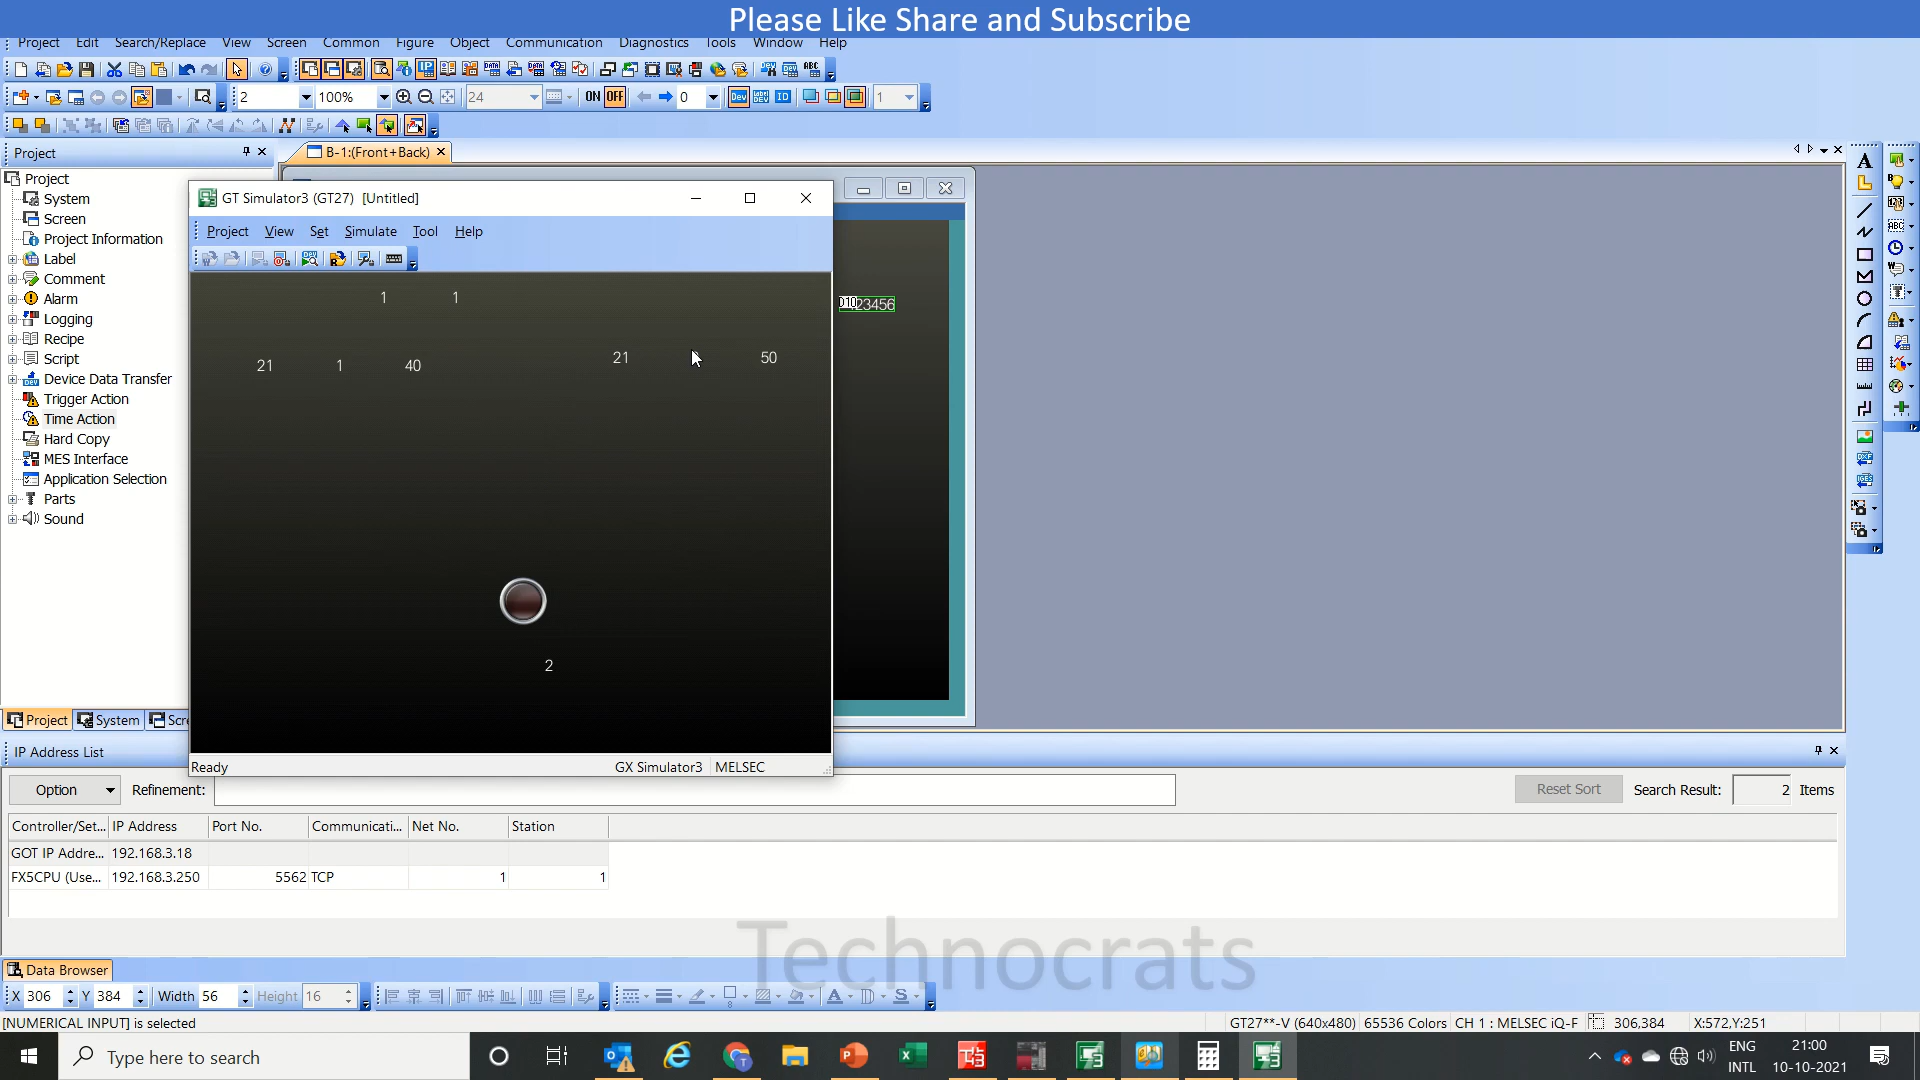 Please Like Share and Subscribe
Project Edit Search/Replace View Screen Common Figure Object Communication Diagnostics Tools Window Help
2 100% 24 ON OFF 0 Dev ID 1
Project
B-1:(Front+Back)
Project
System
Screen
Project Information
Label
Comment
Alarm
Logging
Recipe
Script
Device Data Transfer
Trigger Action
Time Action
Hard Copy
MES Interface
Application Selection
Parts
Sound
GT Simulator3 (GT27) [Untitled]
Project View Set Simulate Tool Help
1 1
21 1 40 21 50
2
Ready GX Simulator3 MELSEC
D10 23456
Project System Scre
IP Address List
Option Refinement: Reset Sort Search Result: 2 Items
Controller/Set... IP Address Port No. Communicati... Net No. Station
GOT IP Addre... 192.168.3.18
FX5CPU (Use... 192.168.3.250 5562 TCP 1 1
Technocrats
Data Browser
X 306 Y 384 Width 56 Height 16
[NUMERICAL INPUT] is selected GT27**-V (640x480) 65536 Colors CH 1 : MELSEC iQ-F 306,384 X:572,Y:251
Type here to search
ENG
INTL
21:00
10-10-2021